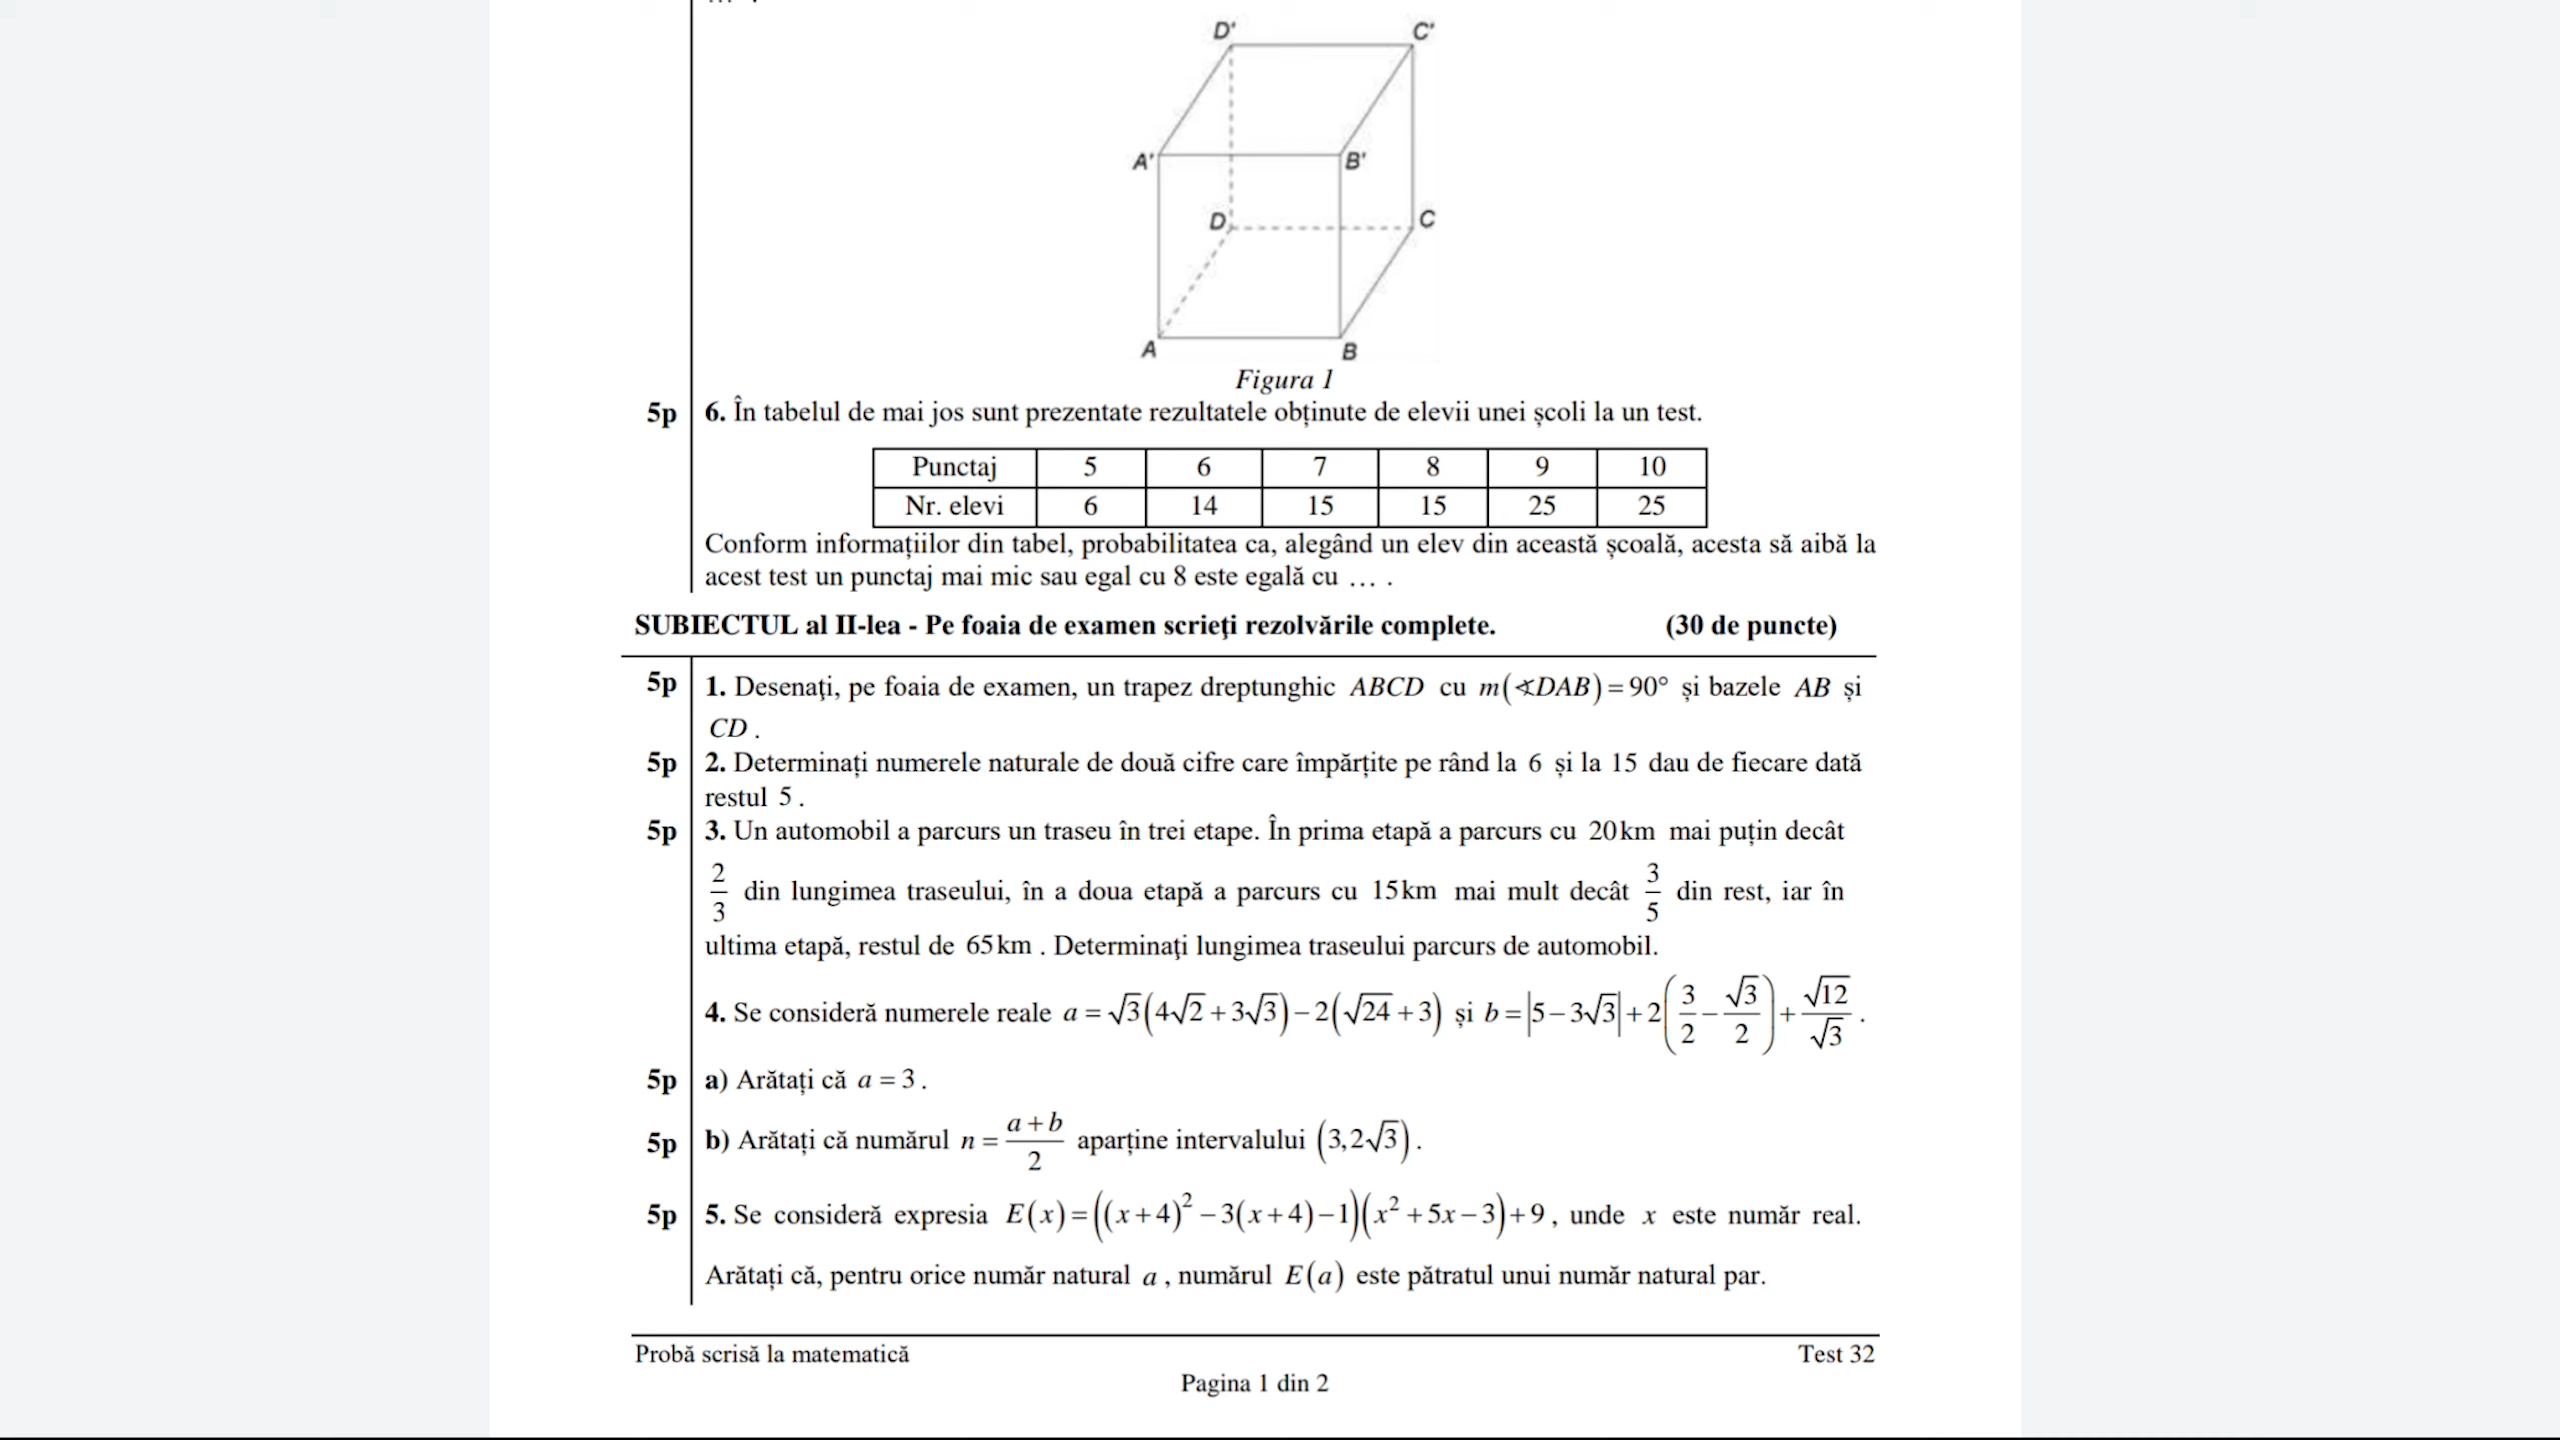 D' C'
A' B'
D C
A B
Figura 1
5p 6. În tabelul de mai jos sunt prezentate rezultatele obținute de elevii unei școli la un test.
Punctaj 5 6 7 8 9 10
Nr. elevi 6 14 15 15 25 25
Conform informațiilor din tabel, probabilitatea ca, alegând un elev din această școală, acesta să aibă la
acest test un punctaj mai mic sau egal cu 8 este egală cu … .
SUBIECTUL al II-lea - Pe foaia de examen scrieţi rezolvările complete. (30 de puncte)
5p 1. Desenaţi, pe foaia de examen, un trapez dreptunghic ABCD cu m(∢DAB)=90° și bazele AB și
CD .
5p 2. Determinați numerele naturale de două cifre care împărțite pe rând la 6 și la 15 dau de fiecare dată
restul 5 .
5p 3. Un automobil a parcurs un traseu în trei etape. În prima etapă a parcurs cu 20km mai puțin decât
2/3 din lungimea traseului, în a doua etapă a parcurs cu 15km mai mult decât 3/5 din rest, iar în
ultima etapă, restul de 65km . Determinaţi lungimea traseului parcurs de automobil.
4. Se consideră numerele reale a = √3(4√2+3√3)−2(√24+3) și b=|5−3√3|+2(3/2−√3/2)+√12/√3 .
5p a) Arătați că a = 3 .
5p b) Arătați că numărul n = (a+b)/2 aparține intervalului (3,2√3) .
5p 5. Se consideră expresia E(x)=((x+4)²−3(x+4)−1)(x²+5x−3)+9 , unde x este număr real.
Arătați că, pentru orice număr natural a , numărul E(a) este pătratul unui număr natural par.
Probă scrisă la matematică Test 32
Pagina 1 din 2